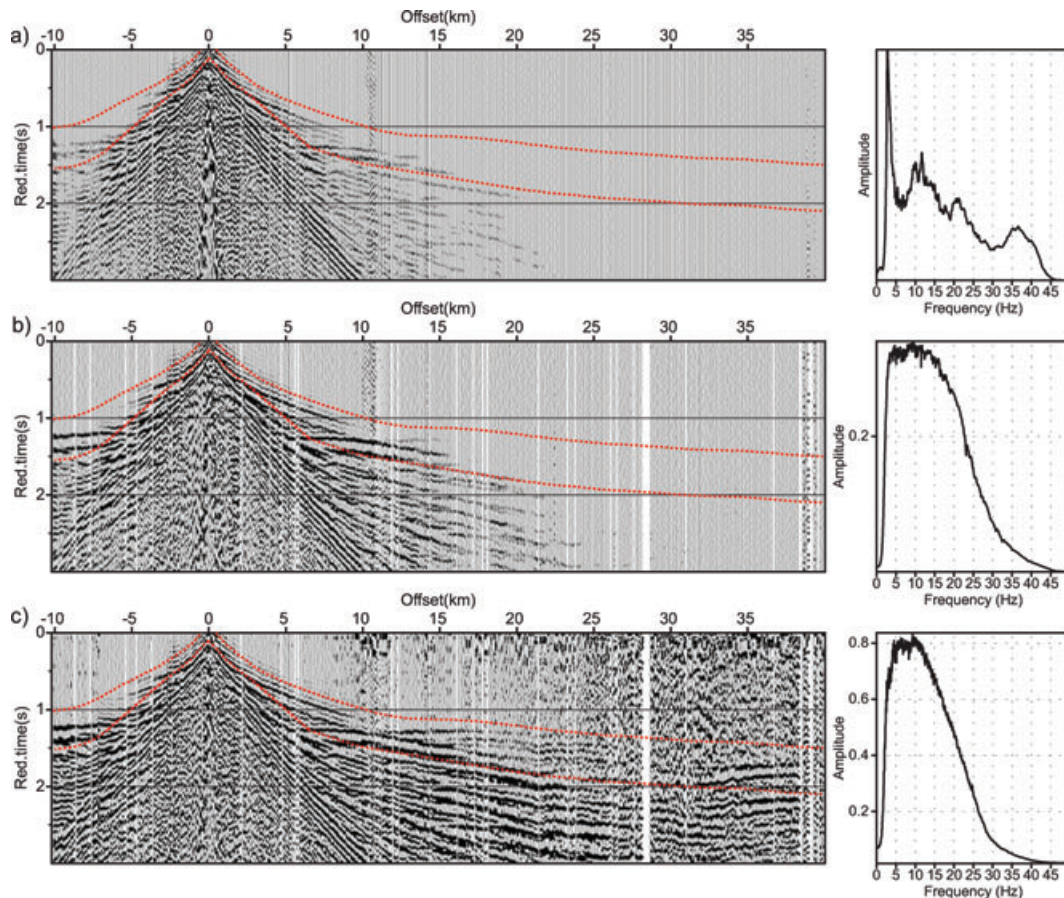 Offset(km)
a)
-10 -5 0 5 10 15 20 25 30 35
0
1
2
Red.time(s)
Amplitude
0 5 10 15 20 25 30 35 40 45
Frequency (Hz)
Offset(km)
b)
-10 -5 0 5 10 15 20 25 30 35
0
1
2
Red.time(s)
Amplitude
0.2
0 5 10 15 20 25 30 35 40 45
Frequency (Hz)
Offset(km)
c)
-10 -5 0 5 10 15 20 25 30 35
0
1
2
Red.time(s)
Amplitude
0.8
0.6
0.4
0.2
0 5 10 15 20 25 30 35 40 45
Frequency (Hz)